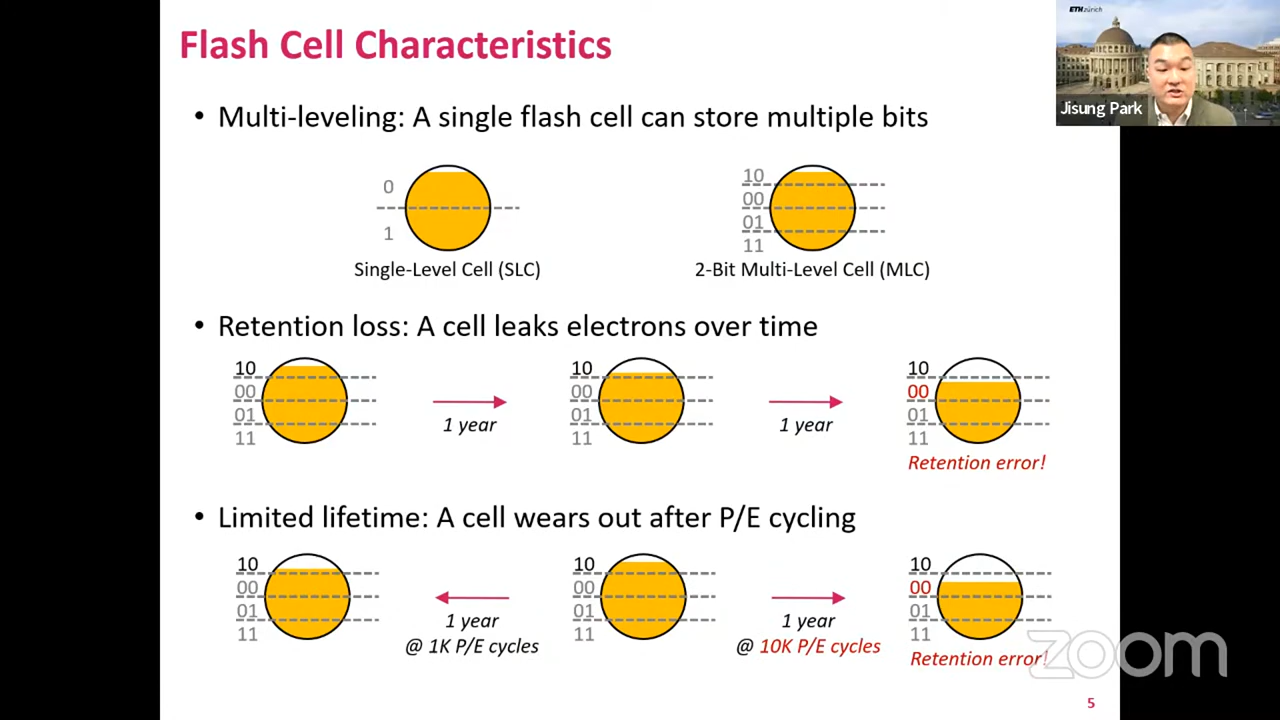 Flash Cell Characteristics
ETH zürich
Jisung Park
• Multi-leveling: A single flash cell can store multiple bits
0
1
Single-Level Cell (SLC)
10
00
01
11
2-Bit Multi-Level Cell (MLC)
• Retention loss: A cell leaks electrons over time
10
00
01
11
1 year
10
00
01
11
1 year
10
00
01
11
Retention error!
• Limited lifetime: A cell wears out after P/E cycling
10
00
01
11
1 year
@ 1K P/E cycles
10
00
01
11
1 year
@ 10K P/E cycles
10
00
01
11
Retention error!
zoom
5